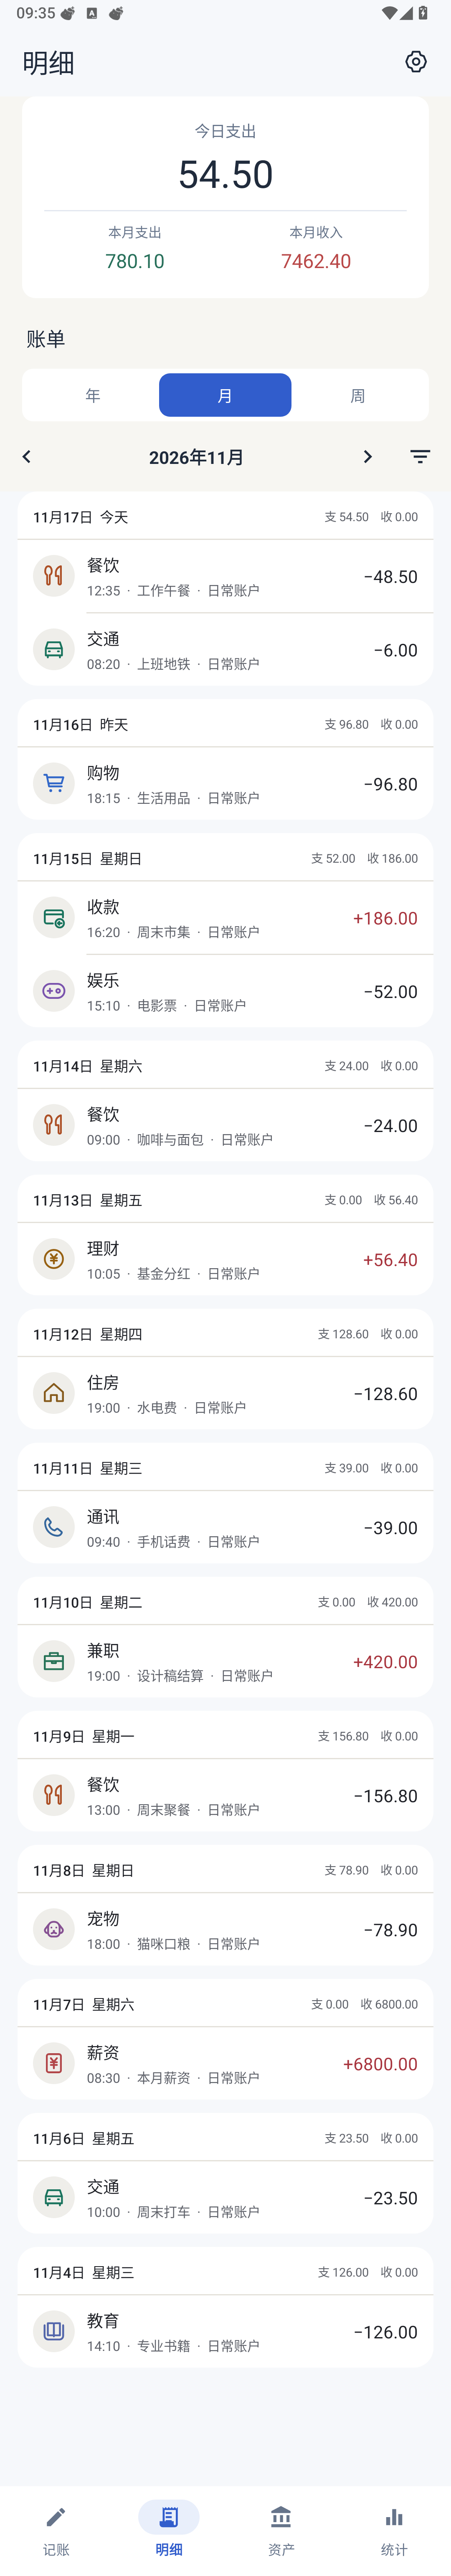 09:35
明细
今日支出
54.50
本月支出 本月收入
780.10 7462.40
账单
年 月 周
2026年11月
11月17日 今天 支 54.50 收 0.00
餐饮
12:35 · 工作午餐 · 日常账户 −48.50
交通
08:20 · 上班地铁 · 日常账户 −6.00
11月16日 昨天 支 96.80 收 0.00
购物
18:15 · 生活用品 · 日常账户 −96.80
11月15日 星期日 支 52.00 收 186.00
收款
16:20 · 周末市集 · 日常账户 +186.00
娱乐
15:10 · 电影票 · 日常账户 −52.00
11月14日 星期六 支 24.00 收 0.00
餐饮
09:00 · 咖啡与面包 · 日常账户 −24.00
11月13日 星期五 支 0.00 收 56.40
理财
10:05 · 基金分红 · 日常账户 +56.40
11月12日 星期四 支 128.60 收 0.00
住房
19:00 · 水电费 · 日常账户 −128.60
11月11日 星期三 支 39.00 收 0.00
通讯
09:40 · 手机话费 · 日常账户 −39.00
11月10日 星期二 支 0.00 收 420.00
兼职
19:00 · 设计稿结算 · 日常账户 +420.00
11月9日 星期一 支 156.80 收 0.00
餐饮
13:00 · 周末聚餐 · 日常账户 −156.80
11月8日 星期日 支 78.90 收 0.00
宠物
18:00 · 猫咪口粮 · 日常账户 −78.90
11月7日 星期六 支 0.00 收 6800.00
薪资
08:30 · 本月薪资 · 日常账户 +6800.00
11月6日 星期五 支 23.50 收 0.00
交通
10:00 · 周末打车 · 日常账户 −23.50
11月4日 星期三 支 126.00 收 0.00
教育
14:10 · 专业书籍 · 日常账户 −126.00
记账 明细 资产 统计